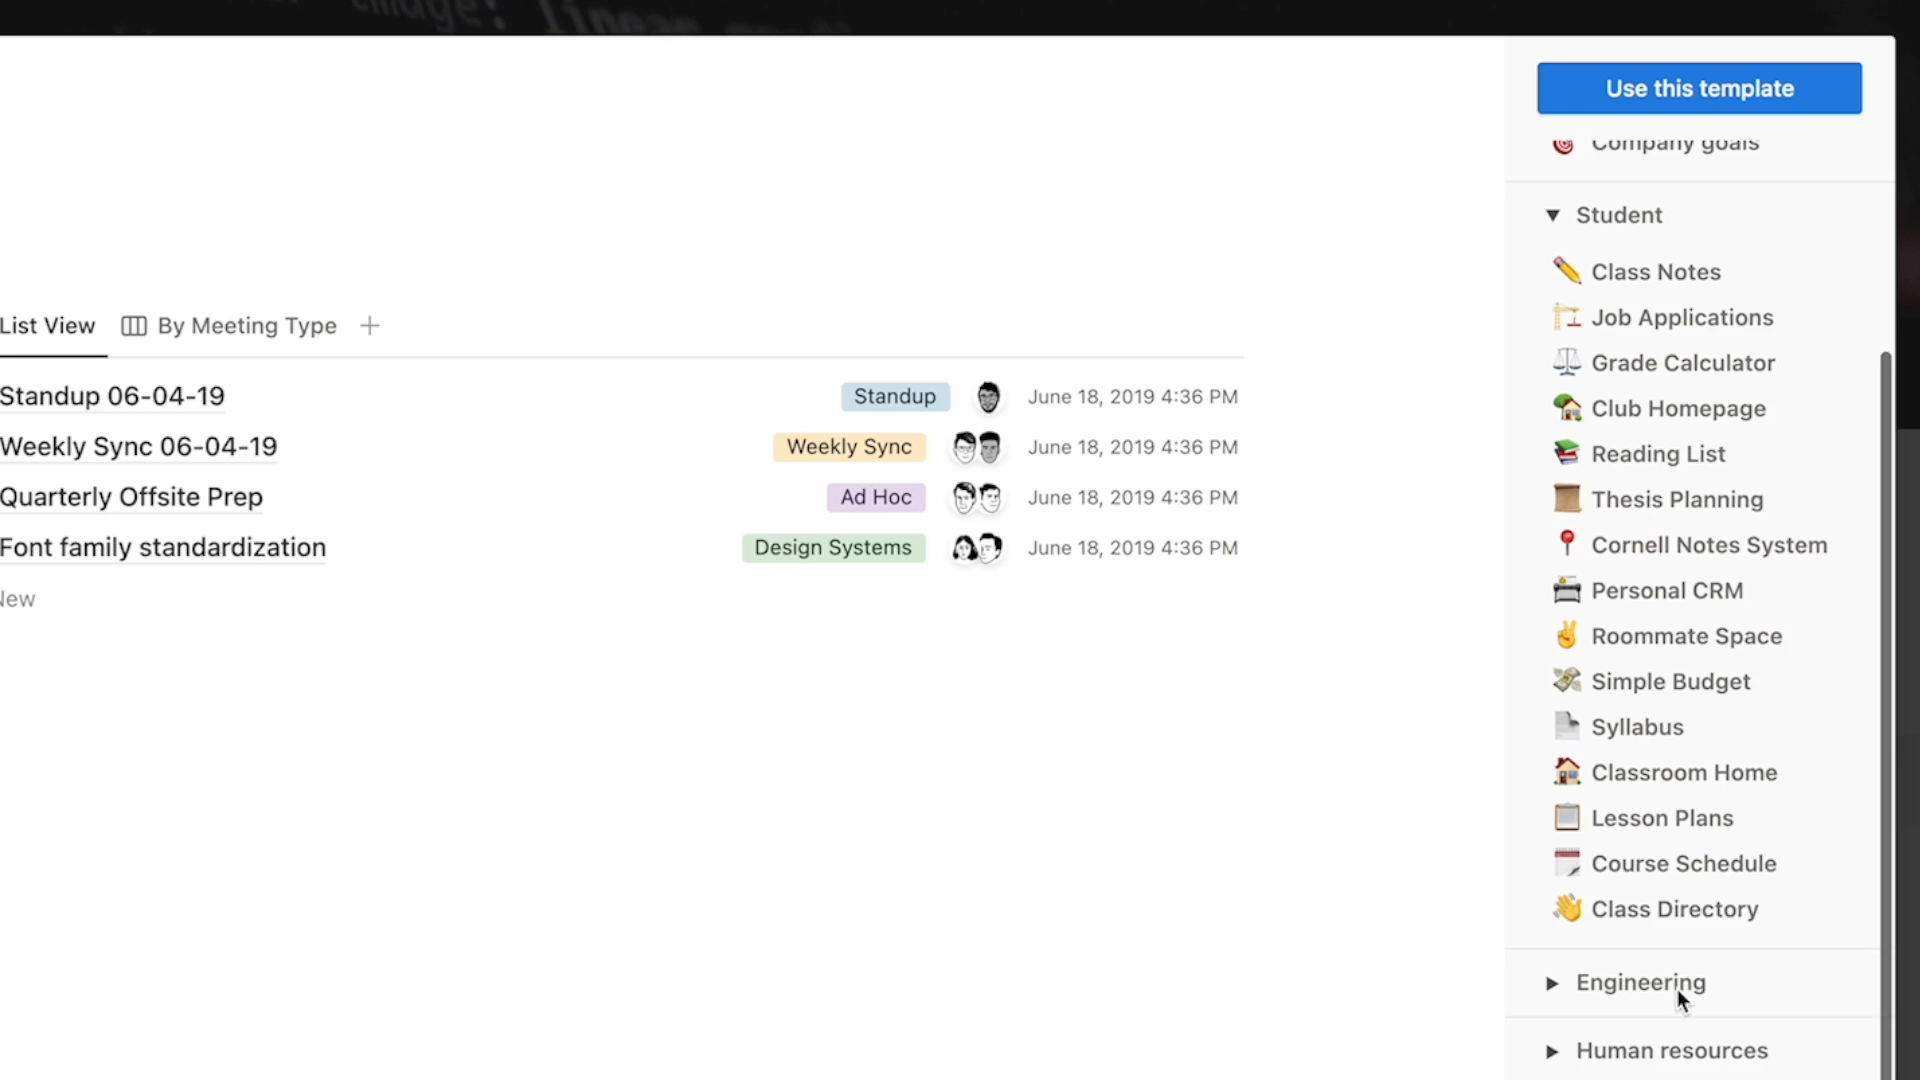 image: linear
Use this template
Company goals
Student
Class Notes
Job Applications
Grade Calculator
Club Homepage
Reading List
Thesis Planning
Cornell Notes System
Personal CRM
Roommate Space
Simple Budget
Syllabus
Classroom Home
Lesson Plans
Course Schedule
Class Directory
Engineering
Human resources
List View By Meeting Type +
Standup 06-04-19 Standup June 18, 2019 4:36 PM
Weekly Sync 06-04-19 Weekly Sync June 18, 2019 4:36 PM
Quarterly Offsite Prep Ad Hoc June 18, 2019 4:36 PM
Font family standardization Design Systems June 18, 2019 4:36 PM
New